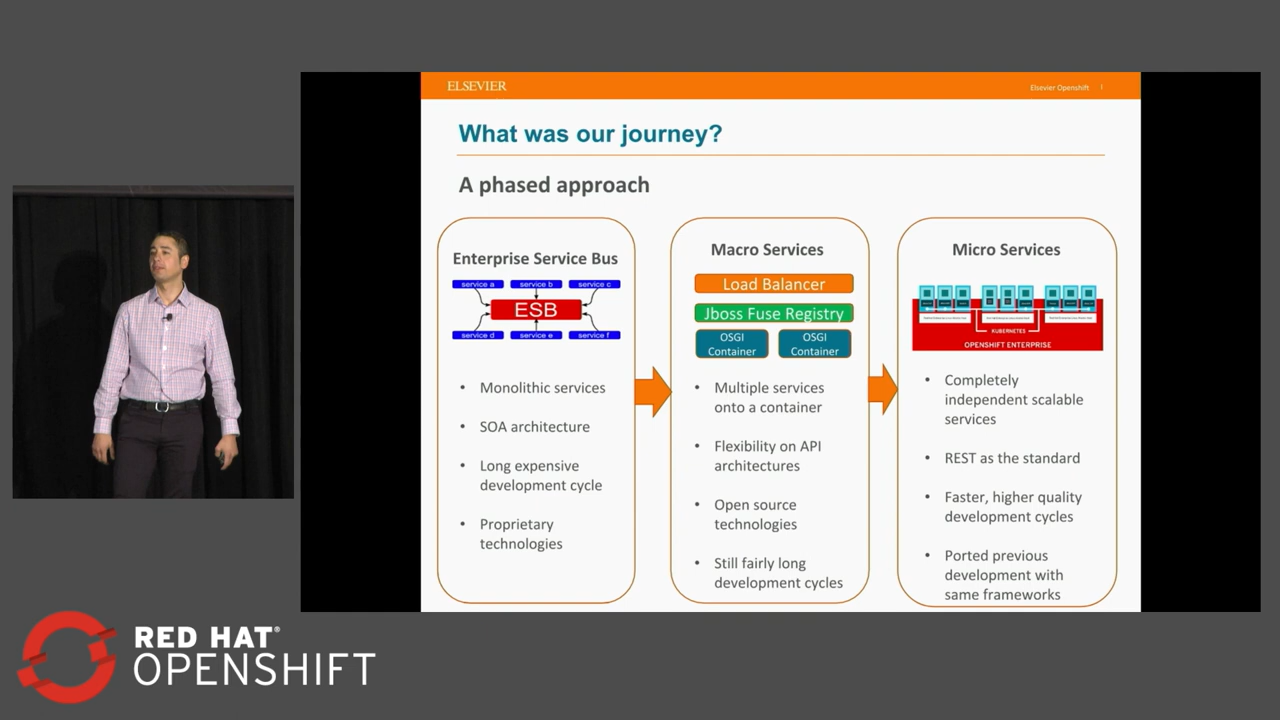 ELSEVIER
Elsevier Openshift
What was our journey?
A phased approach
Enterprise Service Bus
service a
service b
service c
ESB
service d
service e
service f
• Monolithic services
• SOA architecture
• Long expensive
development cycle
• Proprietary
technologies
Macro Services
Load Balancer
Jboss Fuse Registry
OSGI
Container
OSGI
Container
• Multiple services
onto a container
• Flexibility on API
architectures
• Open source
technologies
• Still fairly long
development cycles
Micro Services
KUBERNETES
OPENSHIFT ENTERPRISE
• Completely
independent scalable
services
• REST as the standard
• Faster, higher quality
development cycles
• Ported previous
development with
same frameworks
RED HAT®
OPENSHIFT